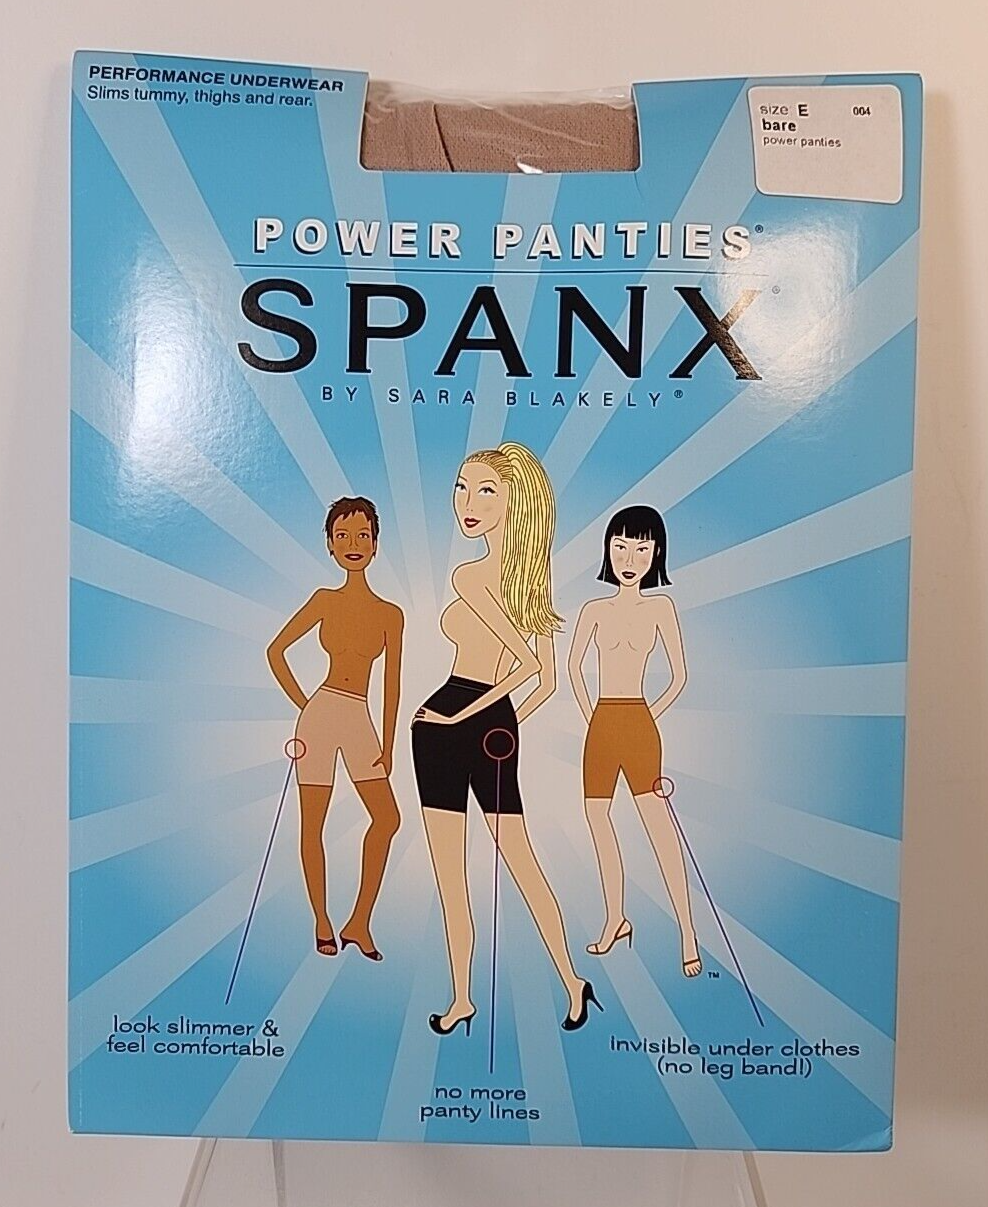 PERFORMANCE UNDERWEAR
Slims tummy, thighs and rear.
size E 004
bare
power panties
POWER PANTIES®
SPANX®
BY SARA BLAKELY®
TM
look slimmer &
feel comfortable
no more
panty lines
invisible under clothes
(no leg band!)